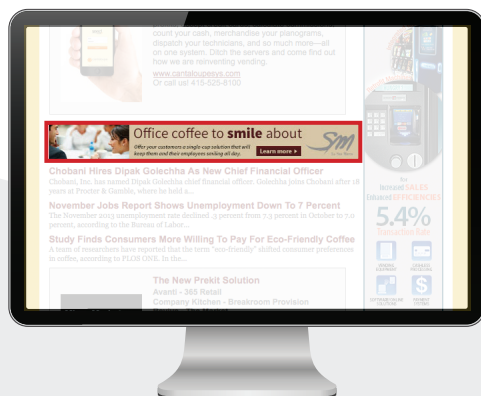 count your cash, merchandise your planograms,
dispatch your technicians, and so much more—all
on one system. Ditch the servers and come find out
how we are reinventing vending.
www.cantaloupesys.com
Or call us! 415-525-8100
Office coffee to smile about
Offer your customers a single-cup solution that will
keep them and their employees smiling all day.
Learn more
Sm
Chobani Hires Dipak Golechha As New Chief Financial Officer
Chobani, Inc. has named Dipak Golechha chief financial officer. Golechha joins Chobani after 18
years at Procter & Gamble, where he held a...
November Jobs Report Shows Unemployment Down To 7 Percent
The November 2013 unemployment rate declined .3 percent from 7.3 percent in October to 7.0
percent, according to the Bureau of Labor...
Study Finds Consumers More Willing To Pay For Eco-Friendly Coffee
A team of researchers have reported that the term "eco-friendly" shifted consumer preferences
in coffee, according to PLOS ONE. In the...
The New Prekit Solution
Avanti - 365 Retail
Company Kitchen - Breakroom Provision
for
Increased SALES
Enhanced EFFICIENCIES
5.4%
Transaction Rate